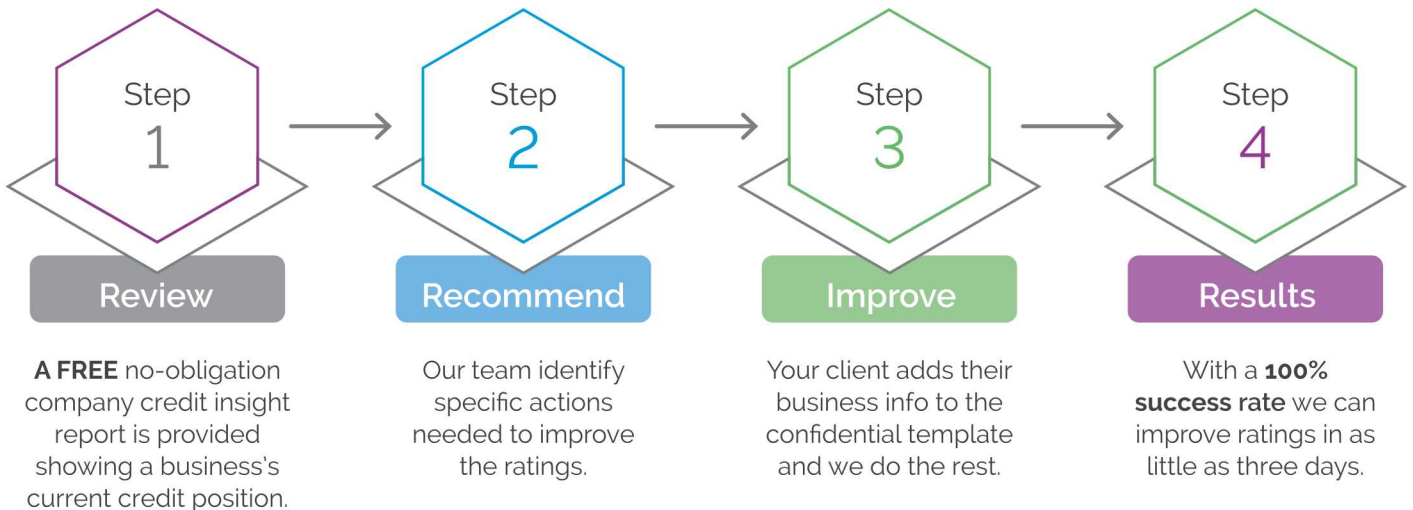 Step
1
Review
A FREE no-obligation
company credit insight
report is provided
showing a business's
current credit position.
Step
2
Recommend
Our team identify
specific actions
needed to improve
the ratings.
Step
3
Improve
Your client adds their
business info to the
confidential template
and we do the rest.
Step
4
Results
With a 100%
success rate we can
improve ratings in as
little as three days.